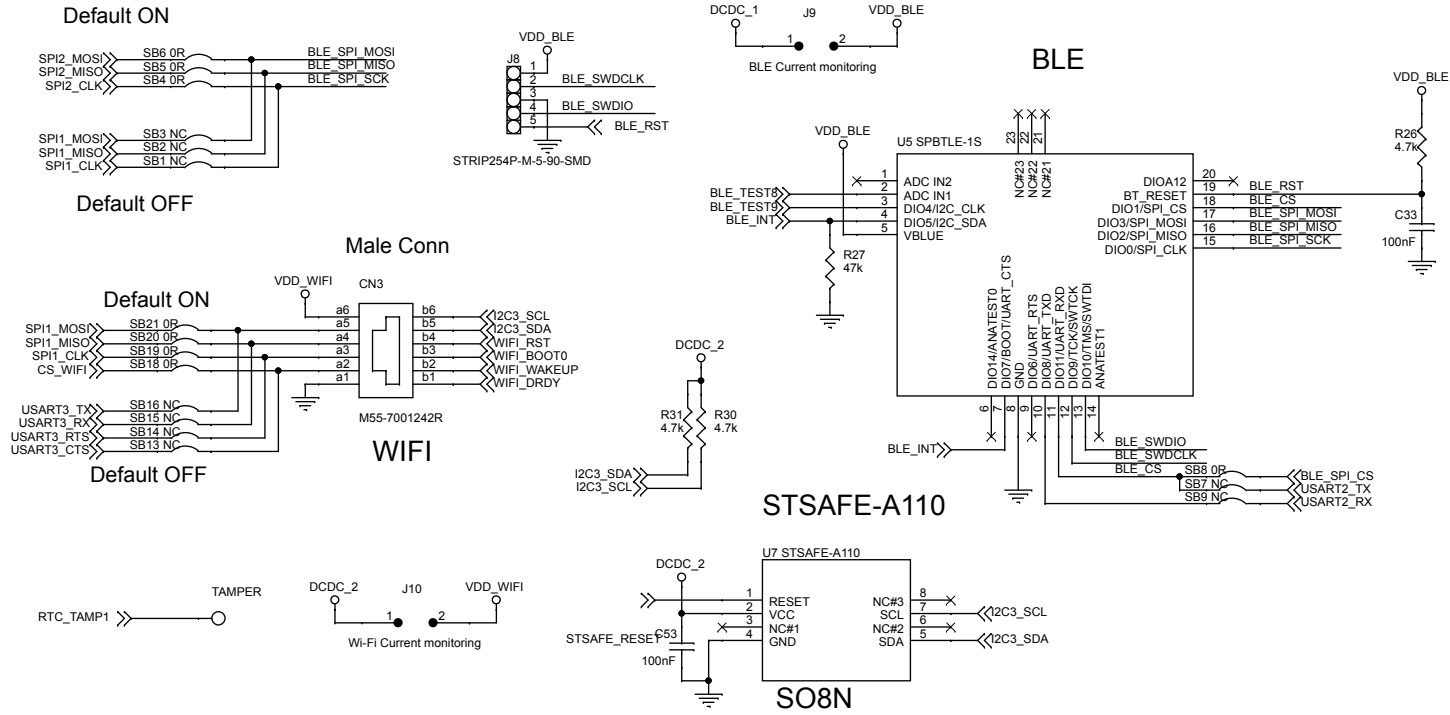 Default ON
SPI2_MOSI SB6 0R BLE_SPI_MOSI
SPI2_MISO SB5 0R BLE_SPI_MISO
SPI2_CLK SB4 0R BLE_SPI_SCK
SPI1_MOSI SB3 NC
SPI1_MISO SB2 NC
SPI1_CLK SB1 NC
Default OFF
VDD_BLE
J8
1
2 BLE_SWDCLK
3
4 BLE_SWDIO
5 BLE_RST
STRIP254P-M-5-90-SMD
DCDC_1 J9 VDD_BLE
1 2
BLE Current monitoring
BLE
VDD_BLE
R26
4.7k
C33
100nF
VDD_BLE
U5 SPBTLE-1S
23 22 21
NC#23 NC#22 NC#21
1 ADC IN2
BLE_TEST8 2 ADC IN1
BLE_TEST9 3 DIO4/I2C_CLK
BLE_INT 4 DIO5/I2C_SDA
5 VBLUE
R27
47k
DIOA12 20
BT_RESET 19 BLE_RST
DIO1/SPI_CS 18 BLE_CS
DIO3/SPI_MOSI 17 BLE_SPI_MOSI
DIO2/SPI_MISO 16 BLE_SPI_MISO
DIO0/SPI_CLK 15 BLE_SPI_SCK
DIO14/ANATEST0
DIO7/BOOT/UART_CTS
GND
DIO6/UART_RTS
DIO8/UART_TXD
DIO11/UART_RXD
DIO9/TCK/SWTCK
DIO10/TMS/SWTDI
ANATEST1
6 7 8 9 10 11 12 13 14
BLE_INT
BLE_SWDIO
BLE_SWDCLK
BLE_CS SB8 0R BLE_SPI_CS
SB7 NC USART2_TX
SB9 NC USART2_RX
Male Conn
VDD_WIFI CN3
Default ON
a6 b6 I2C3_SCL
SPI1_MOSI SB21 0R a5 b5 I2C3_SDA
SPI1_MISO SB20 0R a4 b4 WIFI_RST
SPI1_CLK SB19 0R a3 b3 WIFI_BOOT0
CS_WIFI SB18 0R a2 b2 WIFI_WAKEUP
a1 b1 WIFI_DRDY
USART3_TX SB16 NC
USART3_RX SB15 NC
USART3_RTS SB14 NC
USART3_CTS SB13 NC
Default OFF
M55-7001242R
WIFI
DCDC_2
R31
4.7k
R30
4.7k
I2C3_SDA
I2C3_SCL
STSAFE-A110
RTC_TAMP1 TAMPER
DCDC_2 J10 VDD_WIFI
1 2
Wi-Fi Current monitoring
DCDC_2
U7 STSAFE-A110
1 RESET
2 VCC
3 NC#1
4 GND
NC#3 8
SCL 7 I2C3_SCL
NC#2 6
SDA 5 I2C3_SDA
STSAFE_RESET
C53
100nF
SO8N